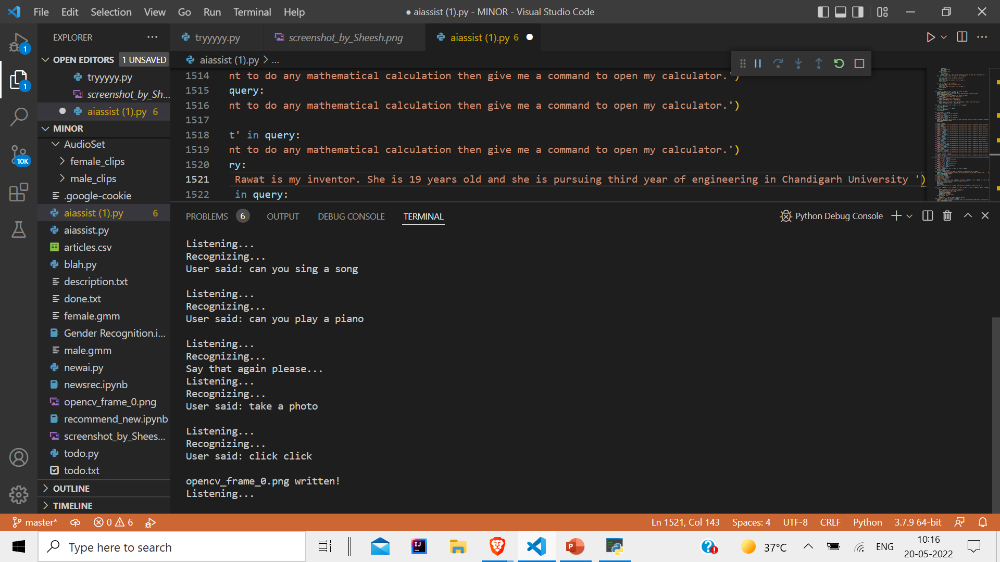 File Edit Selection View Go Run Terminal Help
● aiassist (1).py - MINOR - Visual Studio Code
EXPLORER
tryyyyy.py
screenshot_by_Sheesh.png
aiassist (1).py 6
OPEN EDITORS 1 UNSAVED
tryyyyy.py
screenshot_by_Sh...
aiassist (1).py 6
MINOR
AudioSet
female_clips
male_clips
.google-cookie
aiassist (1).py 6
aiassist.py
articles.csv
blah.py
description.txt
done.txt
female.gmm
Gender Recognition.i...
male.gmm
newai.py
newsrec.ipynb
opencv_frame_0.png
recommend_new.ipynb
screenshot_by_Shees...
todo.py
todo.txt
OUTLINE
TIMELINE
1
1
10K
aiassist (1).py > ...
1514 nt to do any mathematical calculation then give me a command to open my calculator.')
1515 query:
1516 nt to do any mathematical calculation then give me a command to open my calculator.')
1517
1518 t' in query:
1519 nt to do any mathematical calculation then give me a command to open my calculator.')
1520 ry:
1521 Rawat is my inventor. She is 19 years old and she is pursuing third year of engineering in Chandigarh University ')
1522 in query:
PROBLEMS 6 OUTPUT DEBUG CONSOLE TERMINAL
Python Debug Console
Listening...
Recognizing...
User said: can you sing a song
Listening...
Recognizing...
User said: can you play a piano
Listening...
Recognizing...
Say that again please...
Listening...
Recognizing...
User said: take a photo
Listening...
Recognizing...
User said: click click
opencv_frame_0.png written!
Listening...
master* 0 6
Ln 1521, Col 143 Spaces: 4 UTF-8 CRLF Python 3.7.9 64-bit
Type here to search
37°C
ENG
10:16
20-05-2022